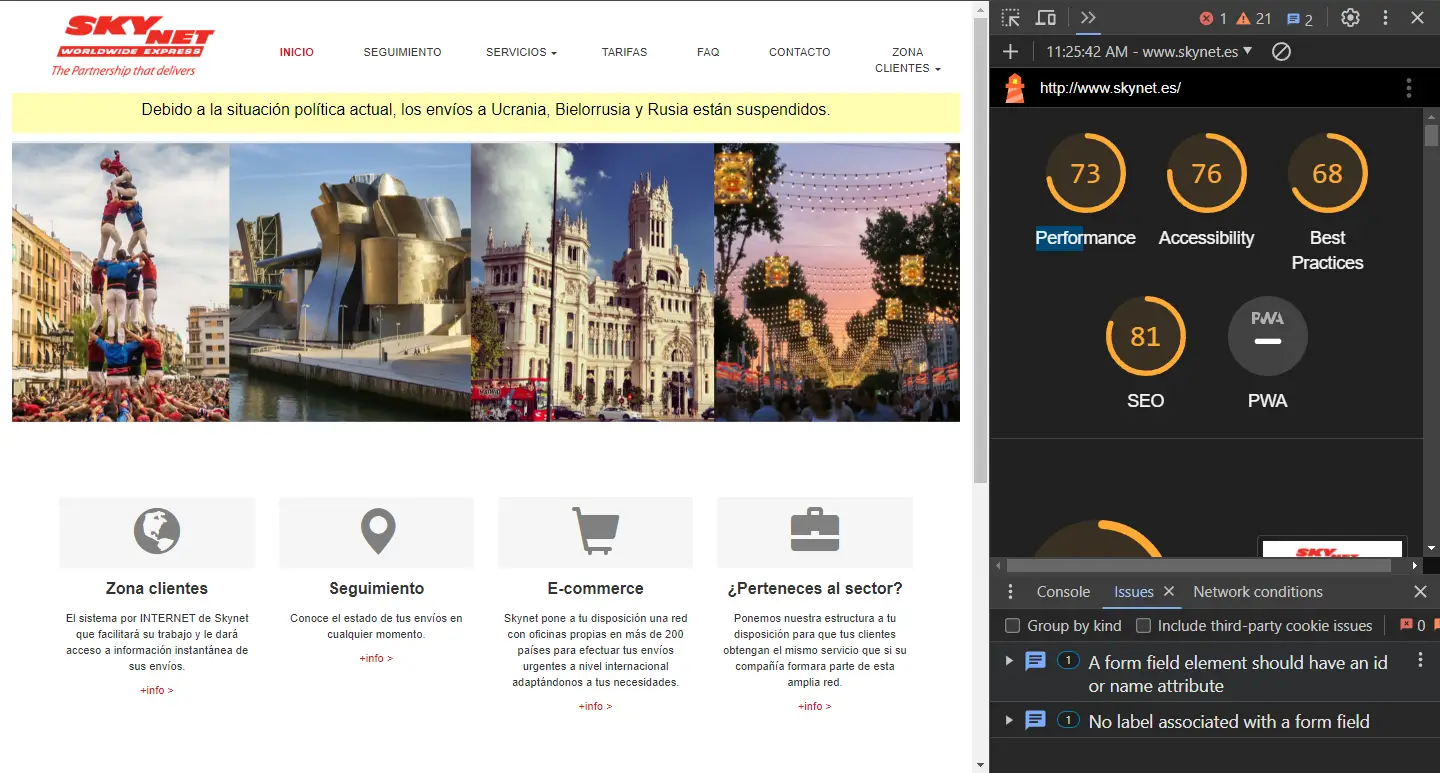 SKYNET
WORLDWIDE EXPRESS
The Partnership that delivers
INICIO
SEGUIMIENTO
SERVICIOS
TARIFAS
FAQ
CONTACTO
ZONA
CLIENTES
Debido a la situación política actual, los envíos a Ucrania, Bielorrusia y Rusia están suspendidos.
Zona clientes
El sistema por INTERNET de Skynet
que facilitará su trabajo y le dará
acceso a información instantánea de
sus envíos.
+info >
Seguimiento
Conoce el estado de tus envíos en
cualquier momento.
+info >
E-commerce
Skynet pone a tu disposición una red
con oficinas propias en más de 200
países para efectuar tus envíos
urgentes a nivel internacional
adaptándonos a tus necesidades.
+info >
¿Perteneces al sector?
Ponemos nuestra estructura a tu
disposición para que tus clientes
obtengan el mismo servicio que si su
compañía formara parte de esta
amplia red.
+info >
1
21
2
11:25:42 AM - www.skynet.es
http://www.skynet.es/
73
Performance
76
Accessibility
68
Best
Practices
81
SEO
PWA
PWA
SKYNET
Console
Issues
Network conditions
Group by kind
Include third-party cookie issues
0
1
A form field element should have an id
or name attribute
1
No label associated with a form field